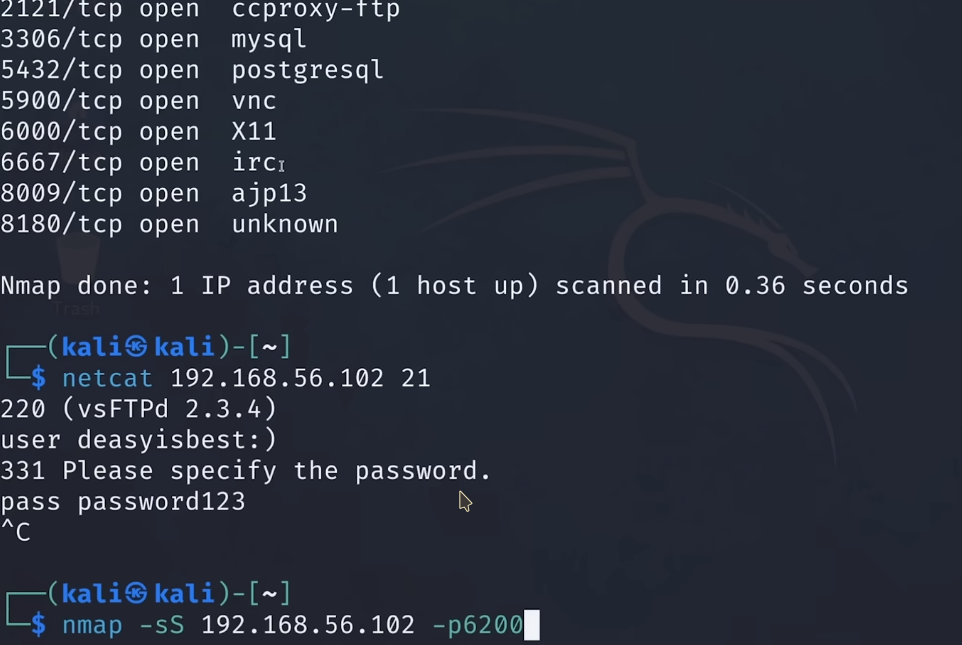 2121/tcp open  ccproxy-ftp
3306/tcp open  mysql
5432/tcp open  postgresql
5900/tcp open  vnc
6000/tcp open  X11
6667/tcp open  irc
8009/tcp open  ajp13
8180/tcp open  unknown
Nmap done: 1 IP address (1 host up) scanned in 0.36 seconds
Trash
┌──(kali㉿kali)-[~]
└─$ netcat 192.168.56.102 21
220 (vsFTPd 2.3.4)
user deasyisbest:)
331 Please specify the password.
pass password123
^C
┌──(kali㉿kali)-[~]
└─$ nmap -sS 192.168.56.102 -p6200